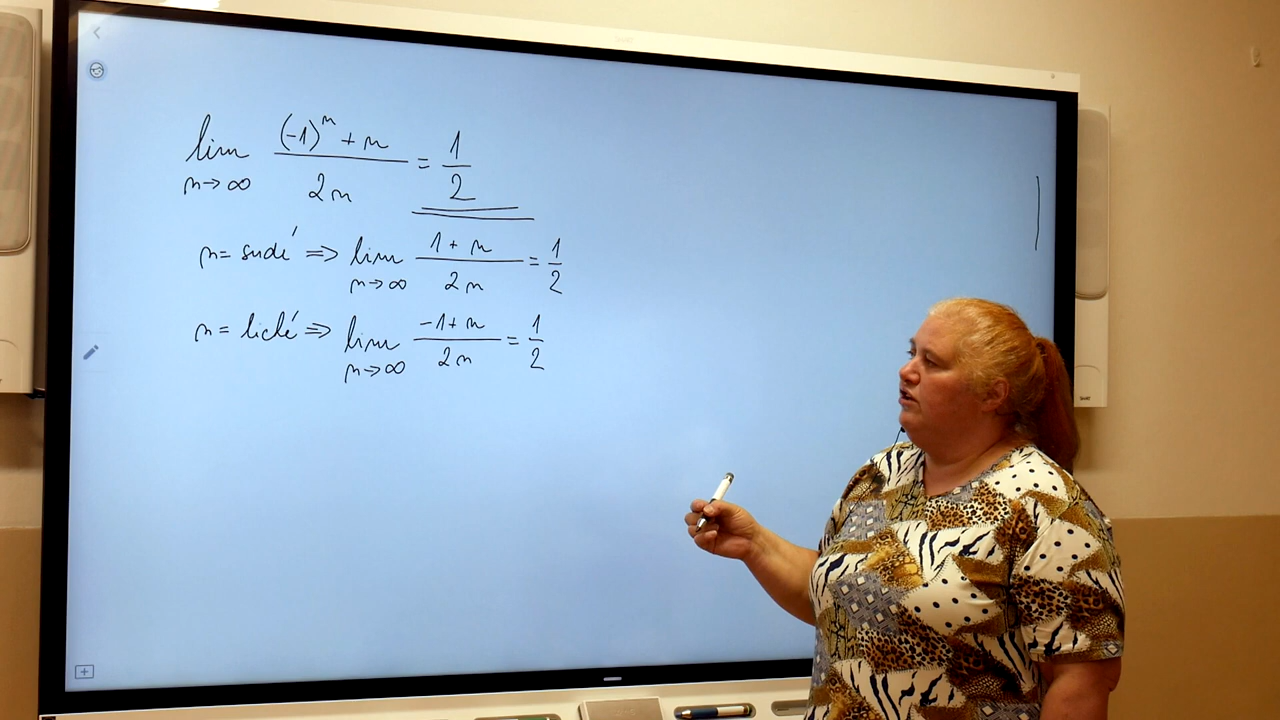 lim n→∞ ((-1)^n + n)/(2n) = 1/2
n = sudé ⇒ lim n→∞ (1 + n)/(2n) = 1/2
n = liché ⇒ lim n→∞ (-1 + n)/(2n) = 1/2